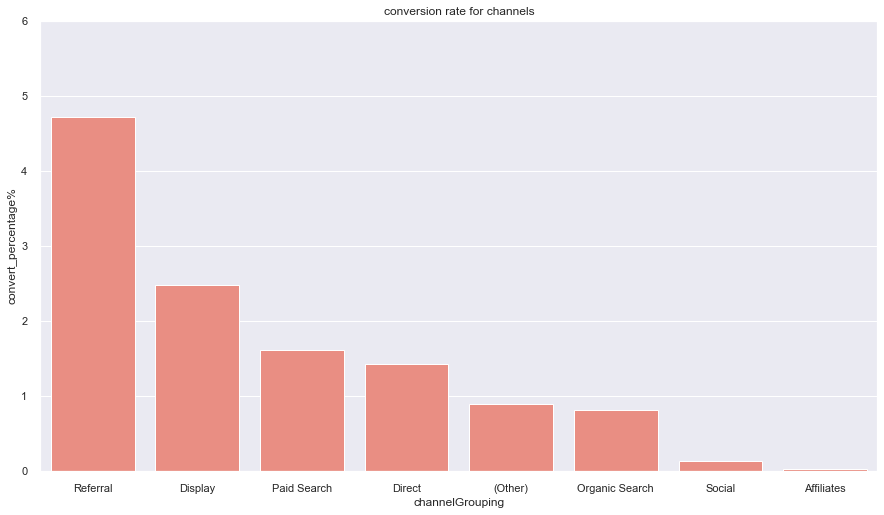 conversion rate for channels
6
5
4
3
2
1
0
convert_percentage%
Referral Display Paid Search Direct (Other) Organic Search Social Affiliates
channelGrouping